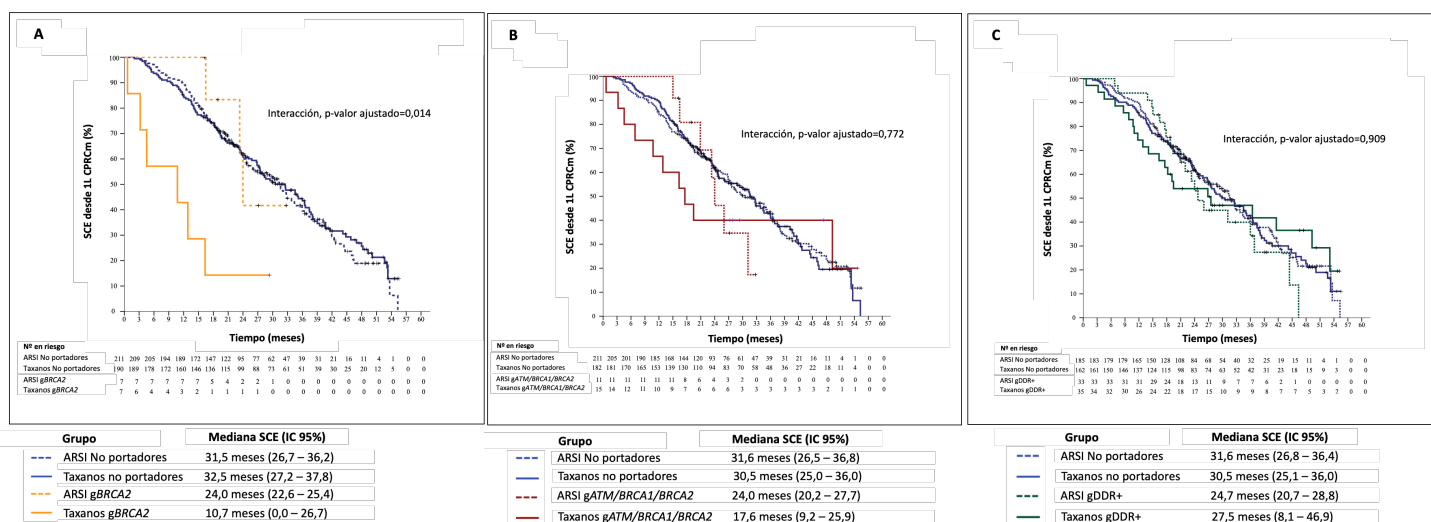 A
SCE desde 1L CPRCm (%)
100
90
80
70
60
50
40
30
20
10
0
Interacción, p-valor ajustado=0,014
0 3 6 9 12 15 18 21 24 27 30 33 36 39 42 45 48 51 54 57 60
Tiempo (meses)
Nº en riesgo
ARSI No portadores 211 209 205 194 189 172 147 122 95 77 62 47 39 31 21 16 11 4 1 0 0
Taxanos No portadores 190 189 178 172 160 146 136 115 99 88 73 61 51 39 30 25 20 12 5 0 0
ARSI gBRCA2 7 7 7 7 7 7 5 4 2 2 1 0 0 0 0 0 0 0 0 0 0
Taxanos gBRCA2 7 6 4 4 3 2 1 1 1 1 0 0 0 0 0 0 0 0 0 0 0
Grupo Mediana SCE (IC 95%)
ARSI No portadores 31,5 meses (26,7 – 36,2)
Taxanos no portadores 32,5 meses (27,2 – 37,8)
ARSI gBRCA2 24,0 meses (22,6 – 25,4)
Taxanos gBRCA2 10,7 meses (0,0 – 26,7)
B
SCE desde 1L CPRCm (%)
100
90
80
70
60
50
40
30
20
10
0
Interacción, p-valor ajustado=0,772
0 3 6 9 12 15 18 21 24 27 30 33 36 39 42 45 48 51 54 57 60
Tiempo (meses)
Nº en riesgo
ARSI No portadores 211 205 201 190 185 168 144 120 93 76 61 47 39 31 21 16 11 4 1 0 0
Taxanos No portadores 182 181 174 164 155 141 134 108 94 83 70 58 48 36 27 22 18 11 4 0 0
ARSI gATM/BRCA1/BRCA2 11 11 11 11 11 11 8 6 4 3 2 0 0 0 0 0 0 0 0 0 0
Taxanos gATM/BRCA1/BRCA2 15 14 12 11 10 9 7 6 6 3 3 3 3 3 3 3 2 1 1 0 0
Grupo Mediana SCE (IC 95%)
ARSI No portadores 31,6 meses (26,5 – 36,8)
Taxanos no portadores 30,5 meses (25,0 – 36,0)
ARSI gATM/BRCA1/BRCA2 24,0 meses (20,2 – 27,7)
Taxanos gATM/BRCA1/BRCA2 17,6 meses (9,2 – 25,9)
C
SCE desde 1L CPRCm (%)
100
90
80
70
60
50
40
30
20
10
0
Interacción, p-valor ajustado=0,909
0 3 6 9 12 15 18 21 24 27 30 33 36 39 42 45 48 51 54 57 60
Tiempo (meses)
Nº en riesgo
ARSI No portadores 185 183 179 179 165 150 128 108 84 68 54 40 32 25 19 15 11 4 1 0 0
Taxanos No portadores 162 161 150 146 137 124 115 98 83 74 63 52 42 31 23 18 15 9 3 0 0
ARSI gDDR+ 33 33 33 31 31 29 24 18 13 11 9 7 7 6 2 1 0 0 0 0 0
Taxanos gDDR+ 35 34 32 30 26 24 22 18 17 17 12 11 10 9 7 7 5 3 2 0 0
Grupo Mediana SCE (IC 95%)
ARSI No portadores 31,6 meses (26,8 – 36,4)
Taxanos no portadores 30,5 meses (25,1 – 36,0)
ARSI gDDR+ 24,7 meses (20,7 – 28,8)
Taxanos gDDR+ 27,5 meses (8,1 – 46,9)